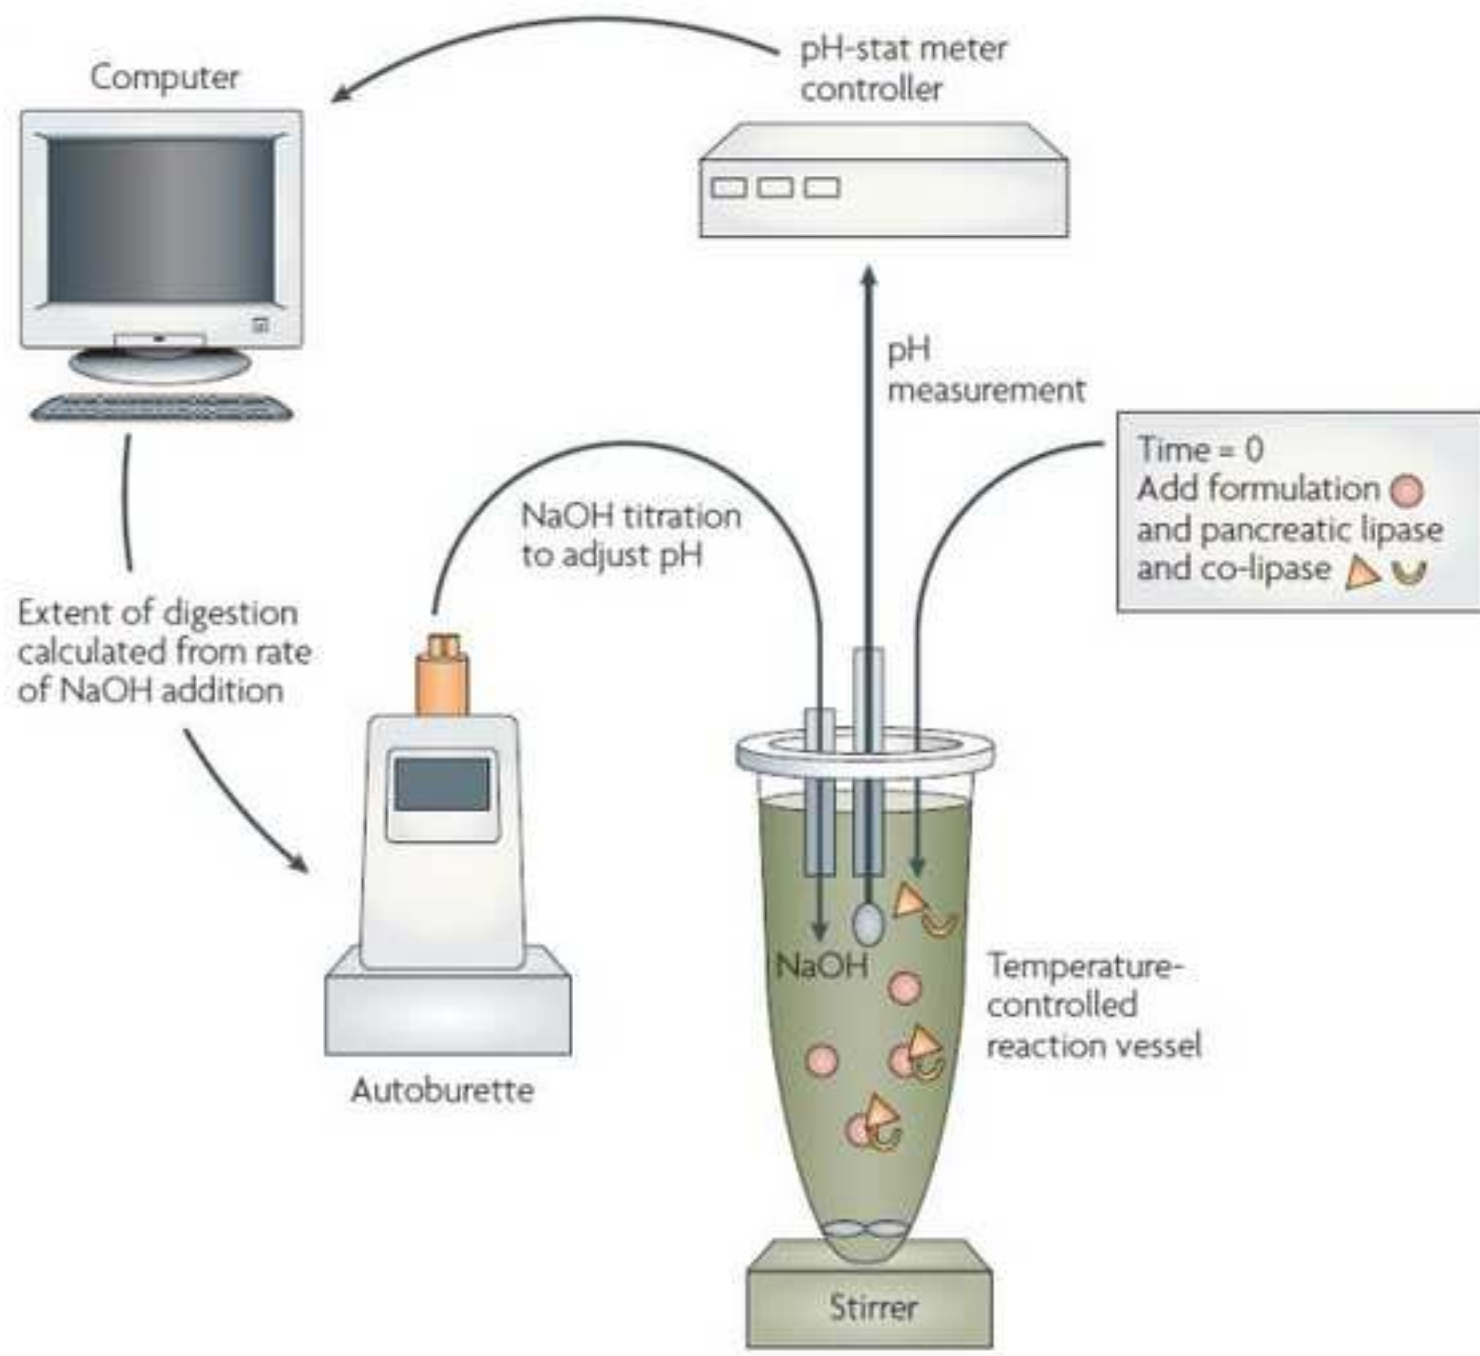 Computer
pH-stat meter
controller
pH
measurement
Time = 0
Add formulation
and pancreatic lipase
and co-lipase
NaOH titration
to adjust pH
Extent of digestion
calculated from rate
of NaOH addition
NaOH
Temperature-
controlled
reaction vessel
Autoburette
Stirrer